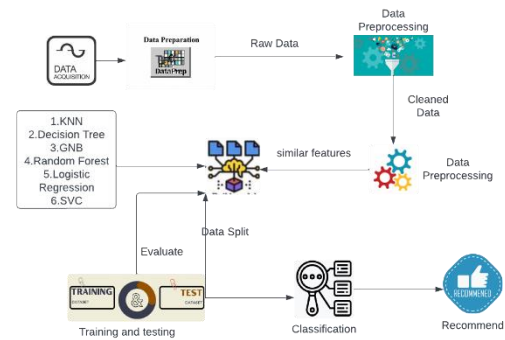 Data
Preprocessing
Data Preparation
Raw Data
DATA
ACQUISITION
DataPrep
Cleaned
Data
1.KNN
2.Decision Tree
3.GNB
4.Random Forest
5.Logistic
Regression
6.SVC
similar features
Data
Preprocessing
Data Split
Evaluate
TRAINING
DATASET
&
TEST
DATASET
Training and testing
Classification
RECOMMENED
Recommend